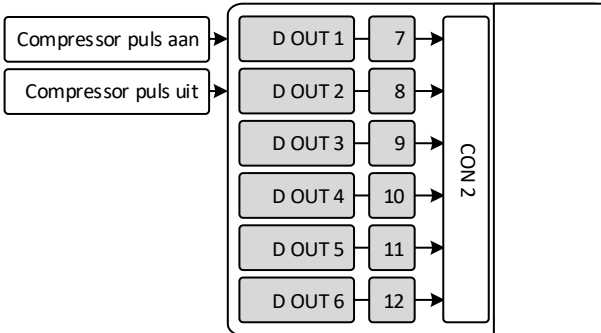 Compressor puls aan D OUT 1 7
Compressor puls uit D OUT 2 8
D OUT 3 9
D OUT 4 10
D OUT 5 11
D OUT 6 12
CON 2